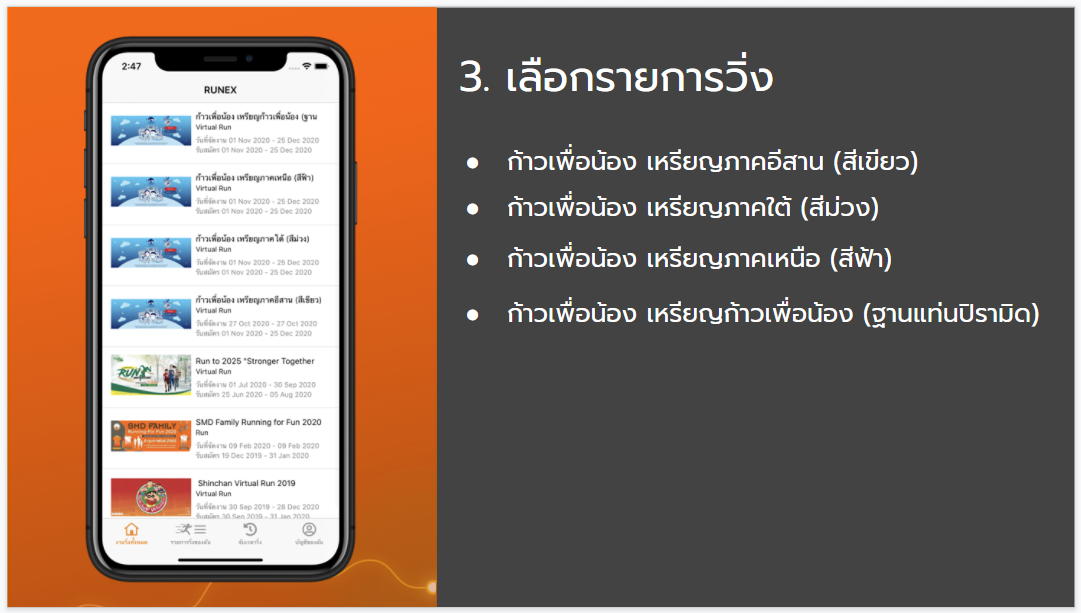 2:47
RUNEX
ก้าวเพื่อน้อง เหรียญก้าวเพื่อน้อง (ฐาน
Virtual Run
วันที่จัดงาน 01 Nov 2020 - 25 Dec 2020
รับสมัคร 01 Nov 2020 - 25 Dec 2020
ก้าวเพื่อน้อง เหรียญภาคเหนือ (สีฟ้า)
Virtual Run
วันที่จัดงาน 01 Nov 2020 - 25 Dec 2020
รับสมัคร 01 Nov 2020 - 25 Dec 2020
ก้าวเพื่อน้อง เหรียญภาคใต้ (สีม่วง)
Virtual Run
วันที่จัดงาน 01 Nov 2020 - 25 Dec 2020
รับสมัคร 01 Nov 2020 - 25 Dec 2020
ก้าวเพื่อน้อง เหรียญภาคอีสาน (สีเขียว)
Virtual Run
วันที่จัดงาน 27 Oct 2020 - 27 Oct 2020
รับสมัคร 01 Nov 2020 - 25 Dec 2020
RUN
Run to 2025 "Stronger Together
Virtual Run
วันที่จัดงาน 01 Jul 2020 - 30 Sep 2020
รับสมัคร 25 Jun 2020 - 05 Aug 2020
SMD FAMILY
Running For Fun 2020
SMD Family Running for Fun 2020
Run
วันที่จัดงาน 09 Feb 2020 - 09 Feb 2020
รับสมัคร 19 Dec 2019 - 31 Jan 2020
Shinchan Virtual Run 2019
Virtual Run
วันที่จัดงาน 30 Sep 2019 - 28 Dec 2020
รับสมัคร 30 Sep 2019 - 31 Jan 2020
งานวิ่งทั้งหมด
รายการวิ่งของฉัน
จับเวลาวิ่ง
บัญชีของฉัน
3. เลือกรายการวิ่ง
● ก้าวเพื่อน้อง เหรียญภาคอีสาน (สีเขียว)
● ก้าวเพื่อน้อง เหรียญภาคใต้ (สีม่วง)
● ก้าวเพื่อน้อง เหรียญภาคเหนือ (สีฟ้า)
● ก้าวเพื่อน้อง เหรียญก้าวเพื่อน้อง (ฐานแท่นปิรามิด)